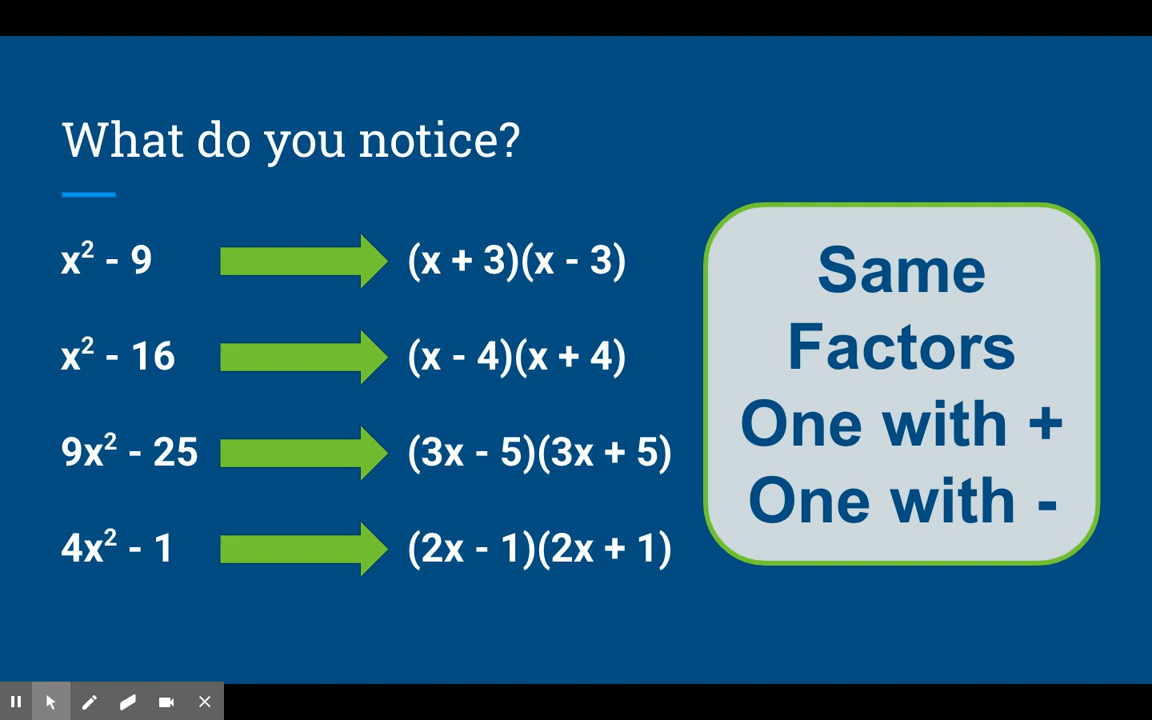 What do you notice?
x² - 9
(x + 3)(x - 3)
x² - 16
(x - 4)(x + 4)
9x² - 25
(3x - 5)(3x + 5)
4x² - 1
(2x - 1)(2x + 1)
Same
Factors
One with +
One with -